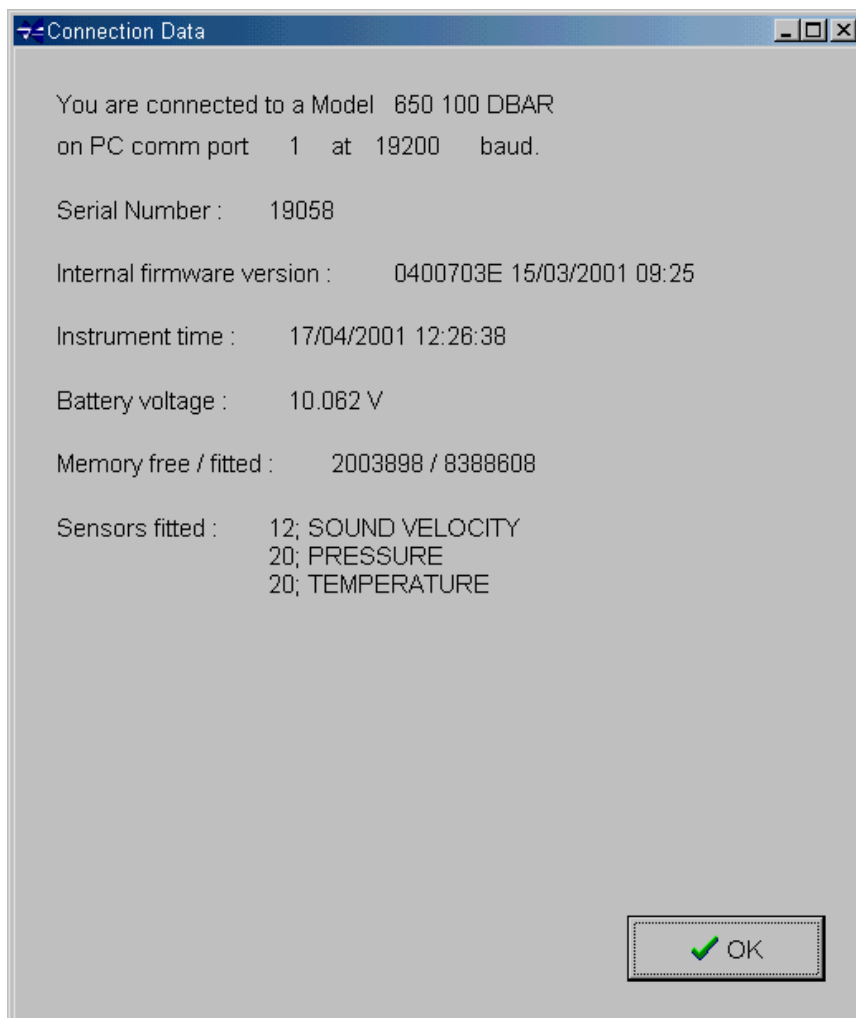 Connection Data
You are connected to a Model 650 100 DBAR
on PC comm port 1 at 19200 baud.
Serial Number : 19058
Internal firmware version : 0400703E 15/03/2001 09:25
Instrument time : 17/04/2001 12:26:38
Battery voltage : 10.062 V
Memory free / fitted : 2003898 / 8388608
Sensors fitted : 12; SOUND VELOCITY
20; PRESSURE
20; TEMPERATURE
OK